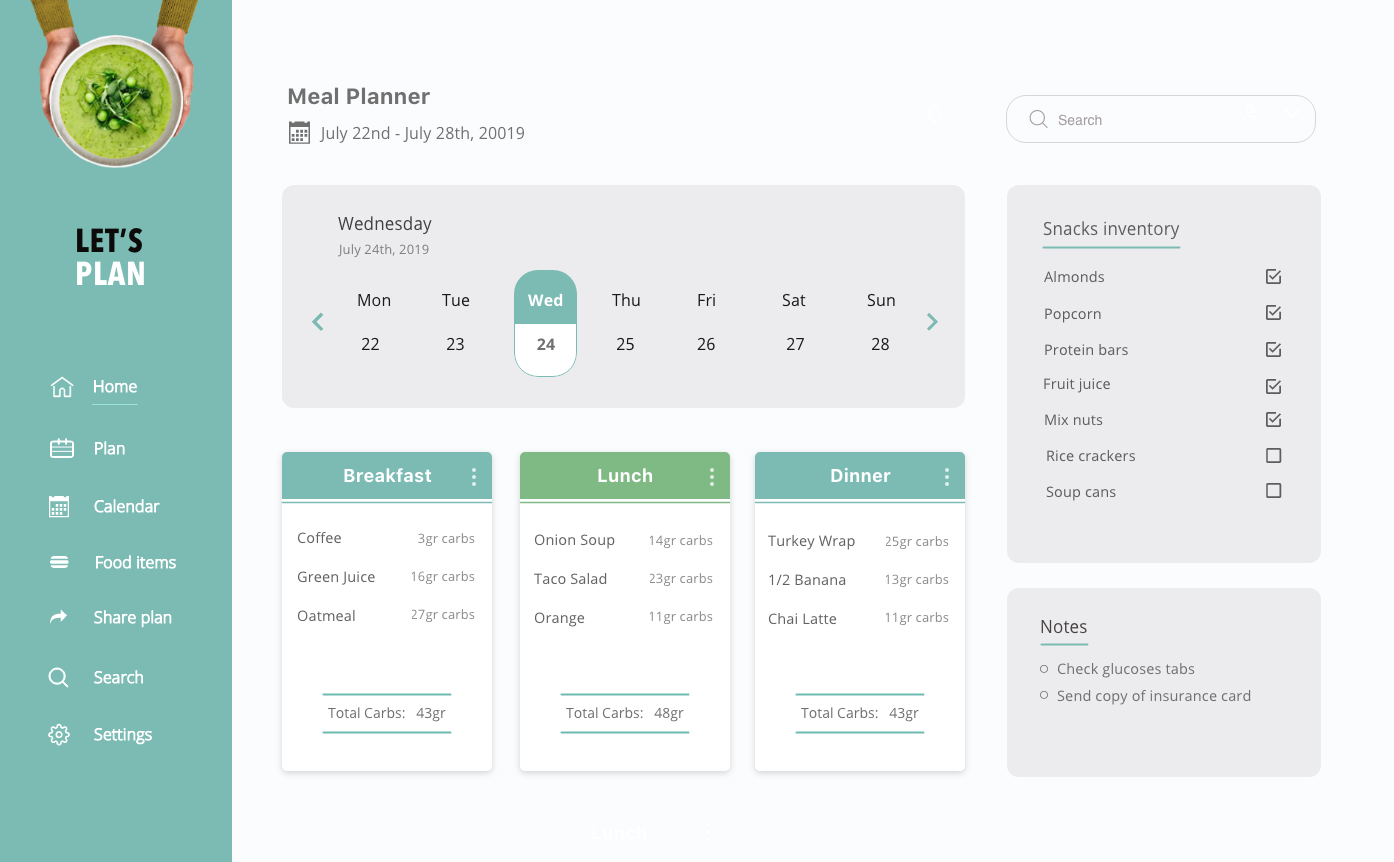 LET'S
PLAN
Home
Plan
Calendar
Food items
Share plan
Search
Settings
Meal Planner
July 22nd - July 28th, 20019
Search
Wednesday
July 24th, 2019
Mon Tue Wed Thu Fri Sat Sun
22 23 24 25 26 27 28
Breakfast
Coffee 3gr carbs
Green Juice 16gr carbs
Oatmeal 27gr carbs
Total Carbs: 43gr
Lunch
Onion Soup 14gr carbs
Taco Salad 23gr carbs
Orange 11gr carbs
Total Carbs: 48gr
Dinner
Turkey Wrap 25gr carbs
1/2 Banana 13gr carbs
Chai Latte 11gr carbs
Total Carbs: 43gr
Snacks inventory
Almonds
Popcorn
Protein bars
Fruit juice
Mix nuts
Rice crackers
Soup cans
Notes
Check glucoses tabs
Send copy of insurance card
Lunch